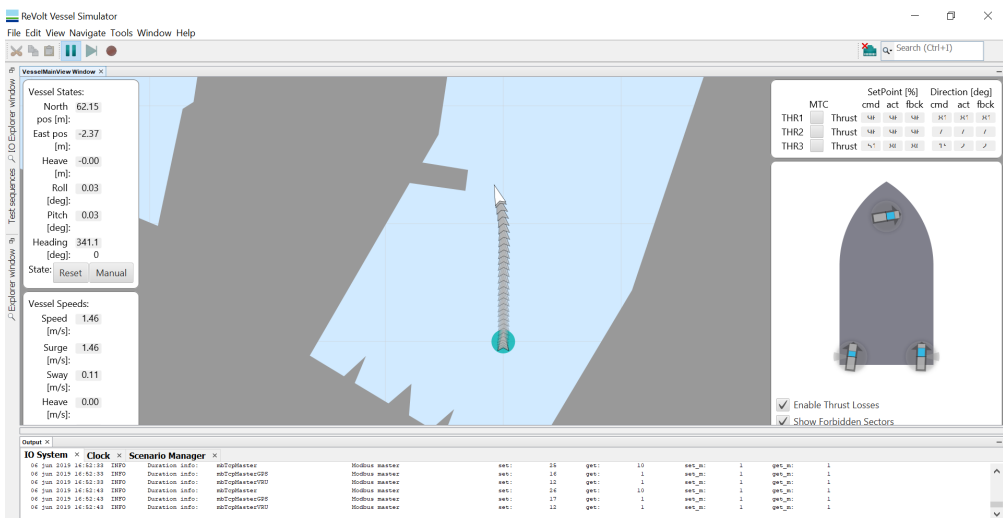 ReVolt Vessel Simulator
File Edit View Navigate Tools Window Help
Search (Ctrl+I)
VesselMainView Window ×
IO Explorer window
Test sequences
Explorer window
Vessel States:
North pos [m]: 62.15
East pos [m]: -2.37
Heave [m]: -0.00
Roll [deg]: 0.03
Pitch [deg]: 0.03
Heading [deg]: 341.10
State: Reset Manual
Vessel Speeds:
Speed [m/s]: 1.46
Surge [m/s]: 1.46
Sway [m/s]: 0.11
Heave [m/s]: 0.00
SetPoint [%] Direction [deg]
MTC cmd act fbck cmd act fbck
THR1 Thrust
THR2 Thrust
THR3 Thrust
Enable Thrust Losses
Show Forbidden Sectors
Output ×
IO System × Clock × Scenario Manager ×
06 jun 2019 16:52:33 INFO Duration info: mbTcpMaster Modbus master set: 25 get: 10 set_m: 1 get_m: 1
06 jun 2019 16:52:33 INFO Duration info: mbTcpMasterGPS Modbus master set: 16 get: 1 set_m: 1 get_m: 1
06 jun 2019 16:52:33 INFO Duration info: mbTcpMasterVRU Modbus master set: 12 get: 1 set_m: 1 get_m: 1
06 jun 2019 16:52:43 INFO Duration info: mbTcpMaster Modbus master set: 26 get: 10 set_m: 1 get_m: 1
06 jun 2019 16:52:43 INFO Duration info: mbTcpMasterGPS Modbus master set: 17 get: 1 set_m: 1 get_m: 1
06 jun 2019 16:52:43 INFO Duration info: mbTcpMasterVRU Modbus master set: 12 get: 1 set_m: 1 get_m: 1